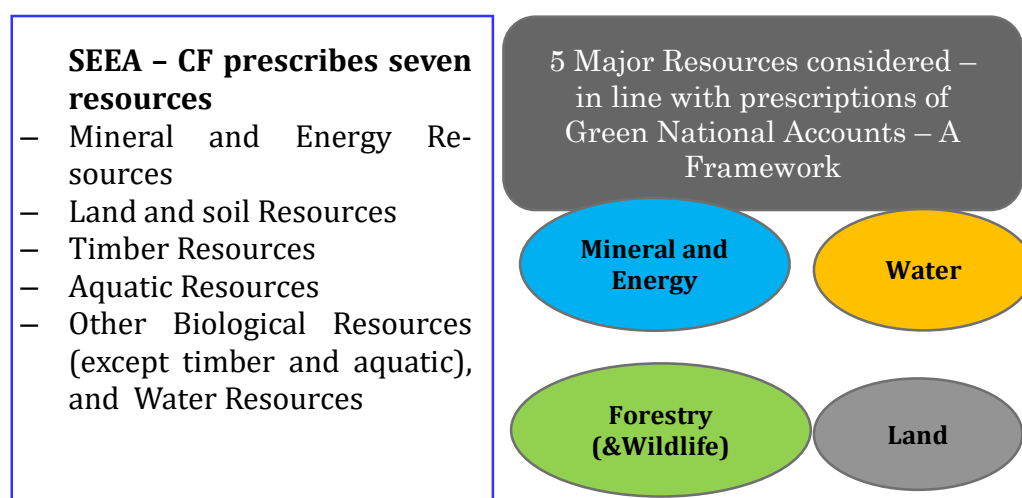 SEEA – CF prescribes seven
resources
– Mineral and Energy Re-
sources
– Land and soil Resources
– Timber Resources
– Aquatic Resources
– Other Biological Resources
(except timber and aquatic),
and Water Resources
5 Major Resources considered –
in line with prescriptions of
Green National Accounts – A
Framework
Mineral and
Energy
Water
Forestry
(&Wildlife)
Land